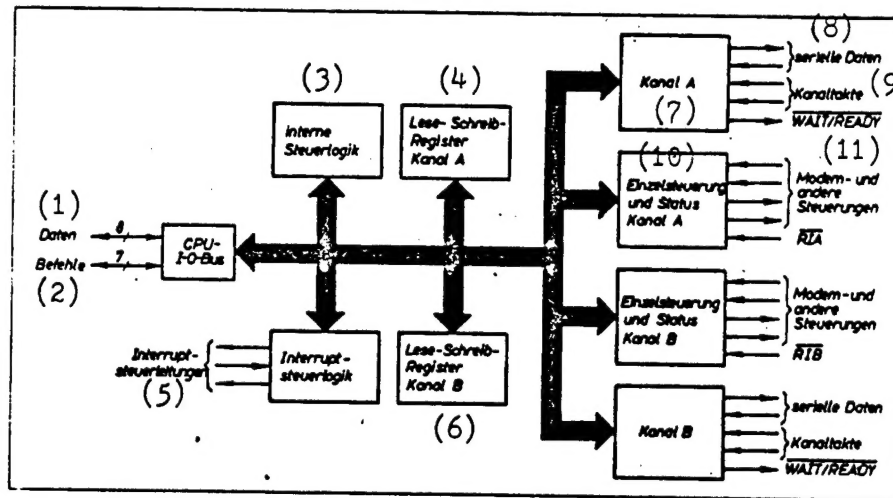 (1)
Daten
8
Befehle
7
(2)
CPU-
I-O-Bus
(3)
interne
Steuerlogik
(4)
Lese-Schreib-
Register
Kanal A
Interrupt-
steuerleitungen
(5)
Interrupt-
steuerlogik
Lese-Schreib-
Register
Kanal B
(6)
Kanal A
(7)
(8)
serielle Daten
Kanaltakte
(9
WAIT/READY
(10)
Einzelsteuerung
und Status
Kanal A
(11)
Modem- und
andere
Steuerungen
RIA
Einzelsteuerung
und Status
Kanal B
Modem- und
andere
Steuerungen
RIB
Kanal B
serielle Daten
Kanaltakte
WAIT/READY